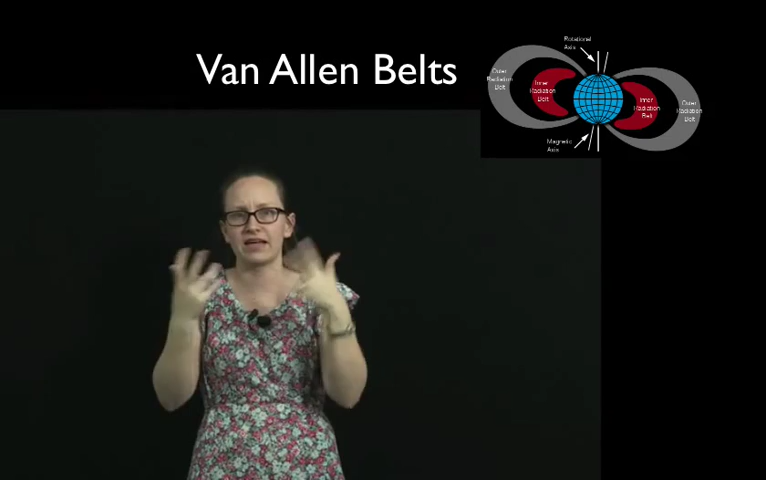 Van Allen Belts
Rotational
Axis
Outer
Radiation
Belt
Inner
Radiation
Belt
Inner
Radiation
Belt
Outer
Radiation
Belt
Magnetic
Axis